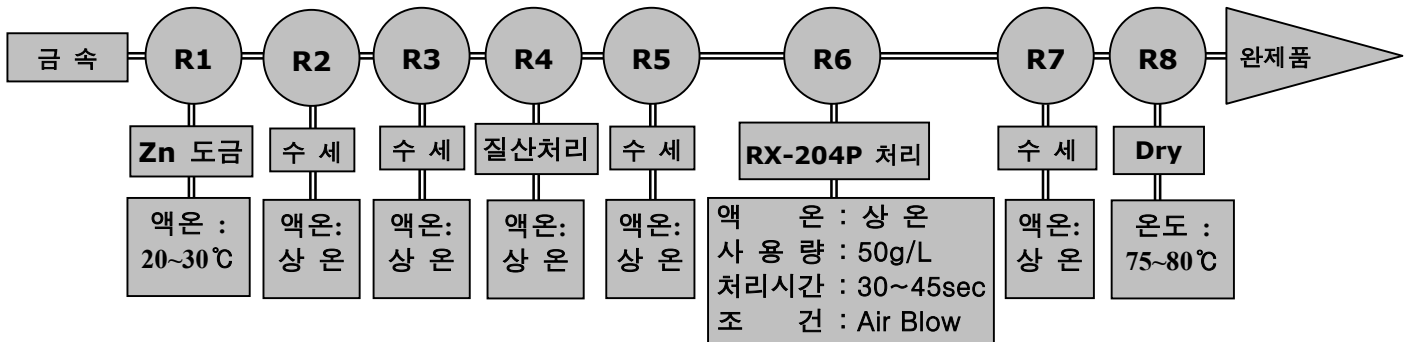 금 속
R1
R2
R3
R4
R5
R6
R7
R8
완제품
Zn 도금
수 세
수 세
질산처리
수 세
RX-204P 처리
수 세
Dry
액온 :
20~30℃
액온:
상 온
액온:
상 온
액온:
상 온
액온:
상 온
액 온 : 상 온
사 용 량 : 50g/L
처리시간 : 30~45sec
조 건 : Air Blow
액온:
상 온
온도 :
75~80℃